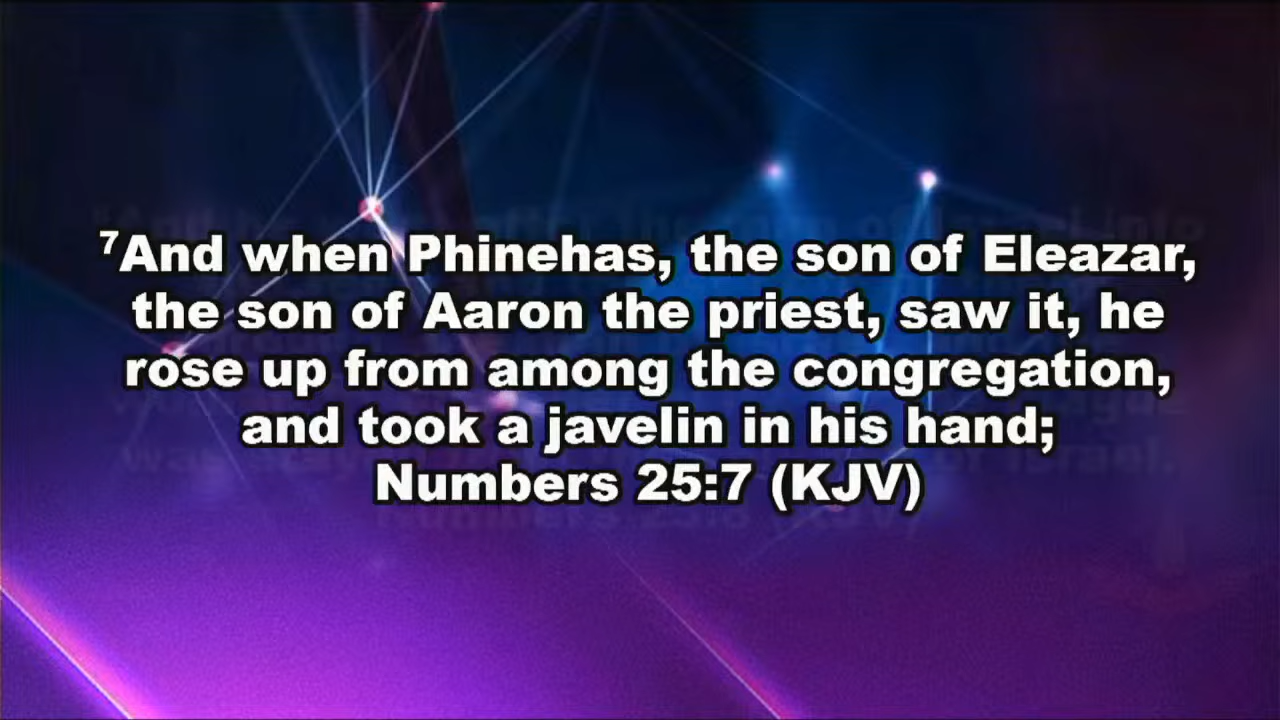 ⁷And when Phinehas, the son of Eleazar,
the son of Aaron the priest, saw it, he
rose up from among the congregation,
and took a javelin in his hand;
Numbers 25:7 (KJV)